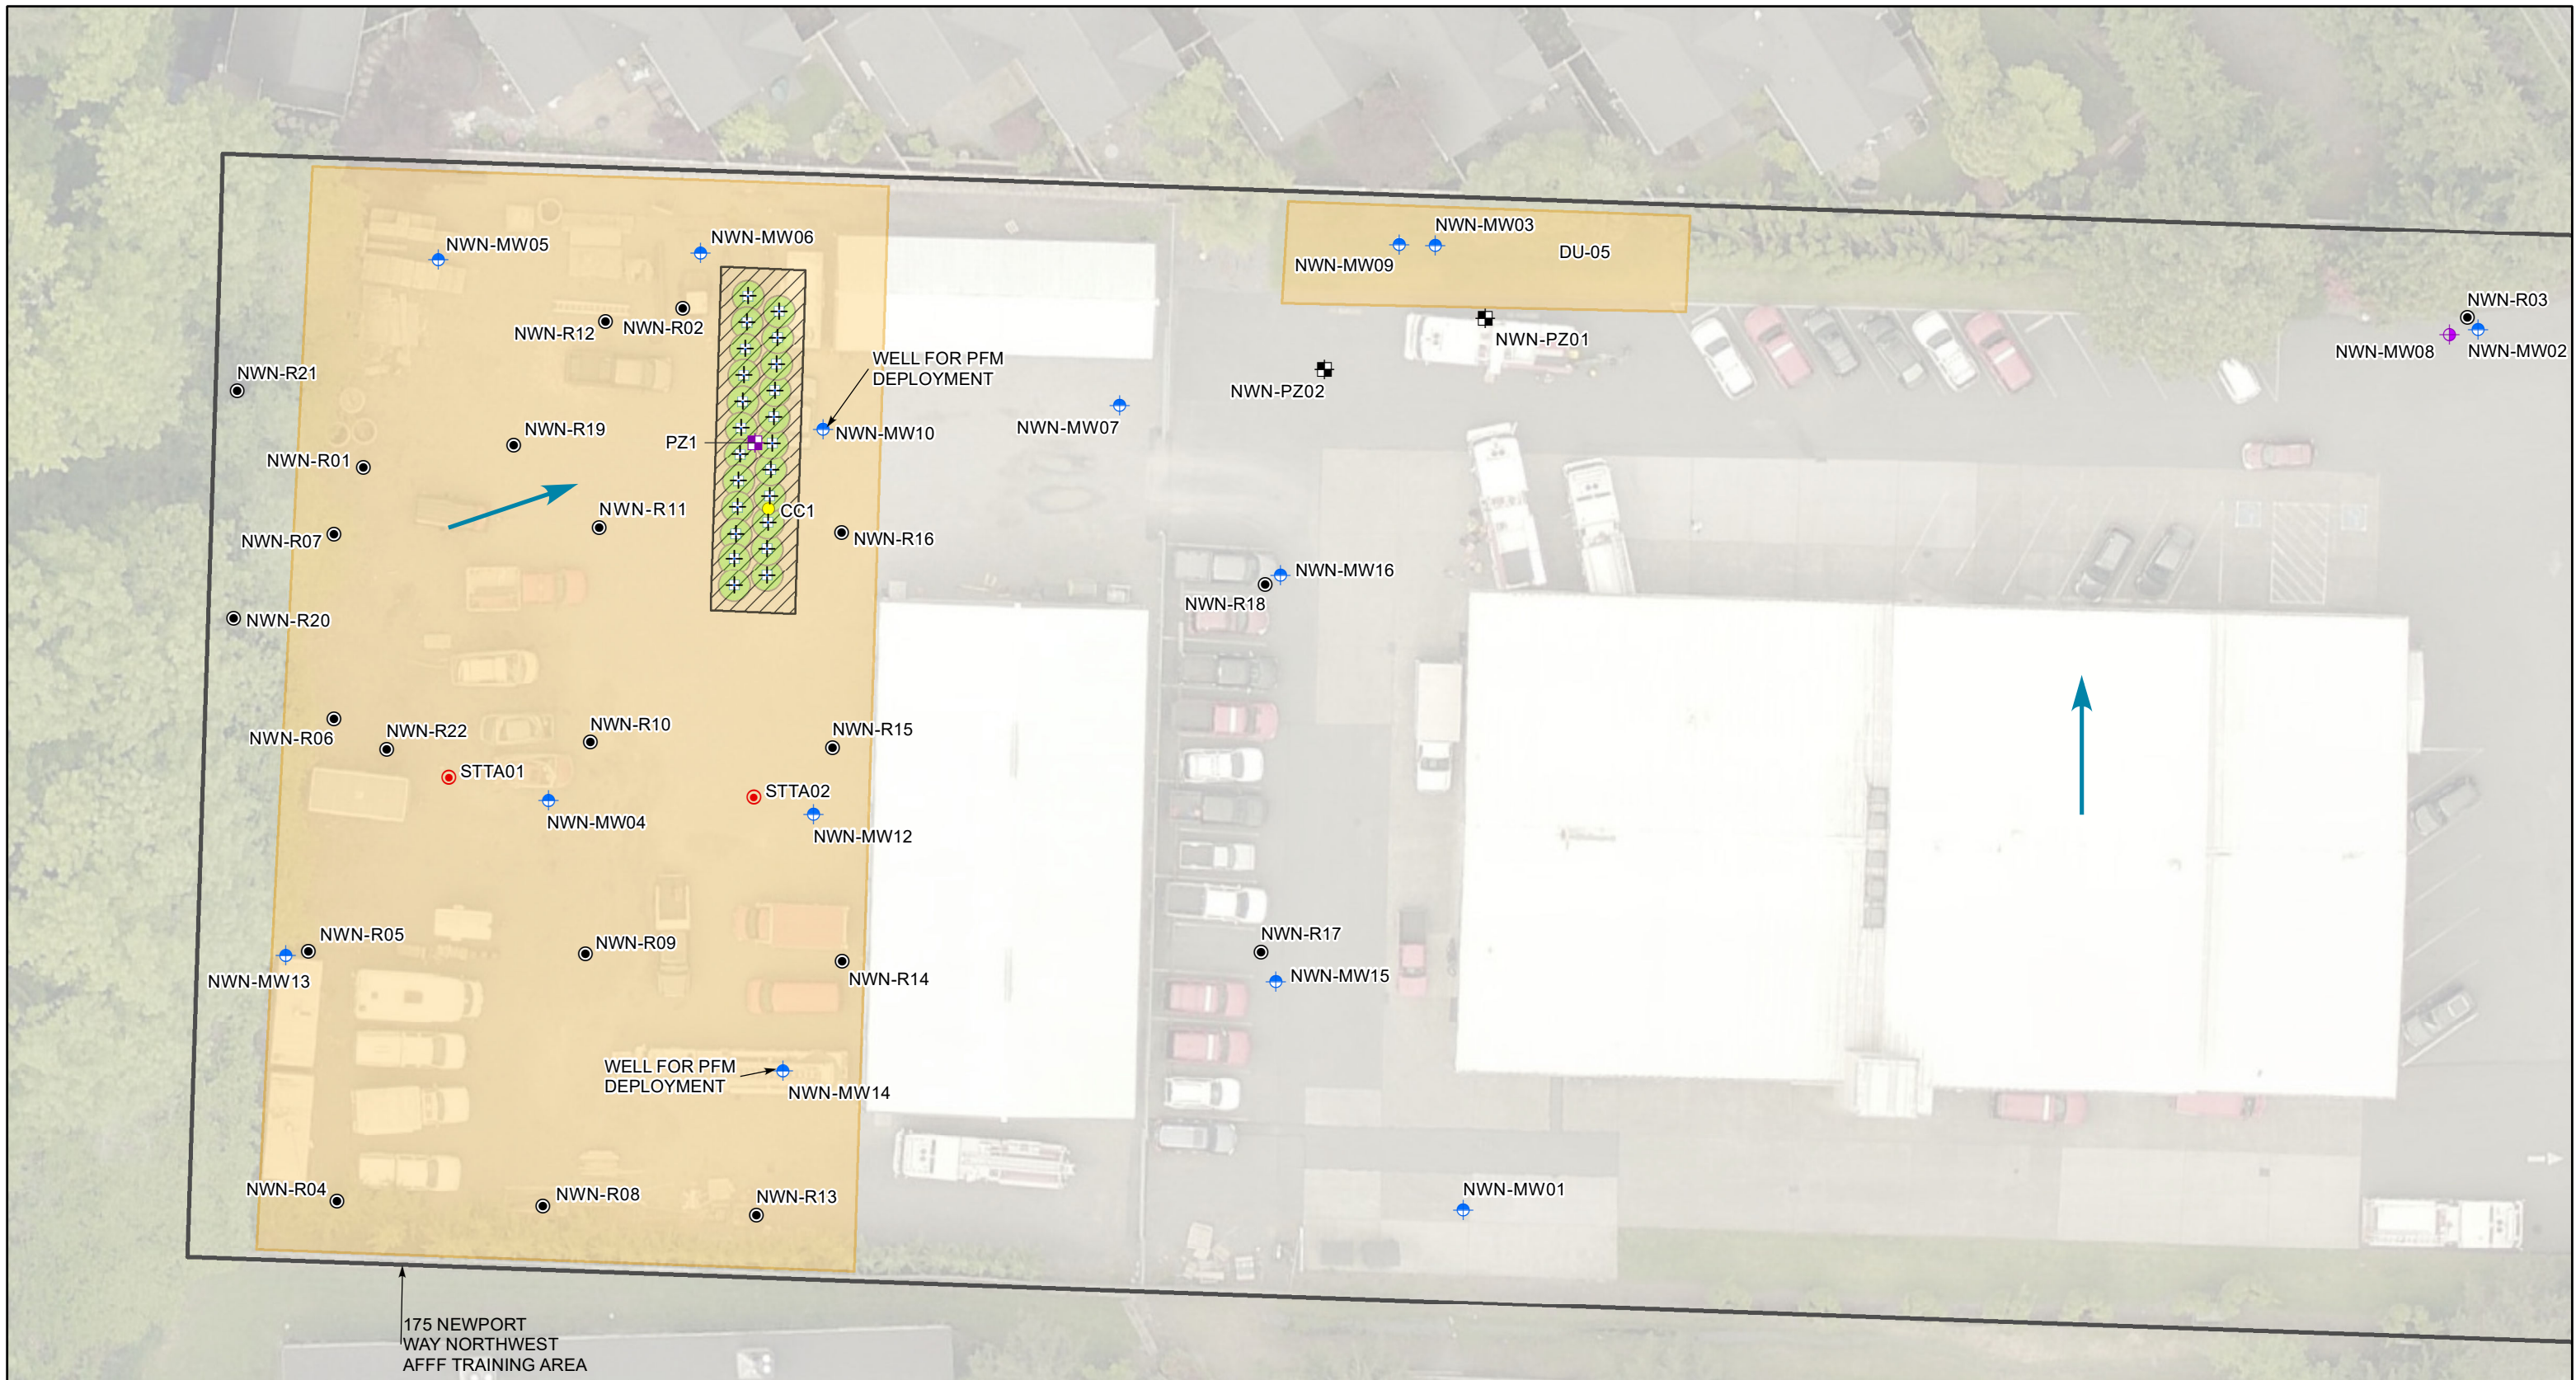 NWN-MW05
NWN-MW06
NWN-MW03
NWN-MW09
DU-05
NWN-R03
NWN-R12
NWN-R02
NWN-PZ01
NWN-MW08
NWN-MW02
WELL FOR PFM
DEPLOYMENT
NWN-R21
NWN-PZ02
NWN-R19
NWN-MW07
NWN-MW10
PZ1
NWN-R01
NWN-R11
CC1
NWN-R07
NWN-R16
NWN-MW16
NWN-R18
NWN-R20
NWN-R06
NWN-R22
NWN-R10
NWN-R15
STTA01
STTA02
NWN-MW04
NWN-MW12
NWN-R05
NWN-R09
NWN-R17
NWN-MW13
NWN-R14
NWN-MW15
WELL FOR PFM
DEPLOYMENT
NWN-MW14
NWN-R04
NWN-R08
NWN-R13
NWN-MW01
175 NEWPORT
WAY NORTHWEST
AFFF TRAINING AREA